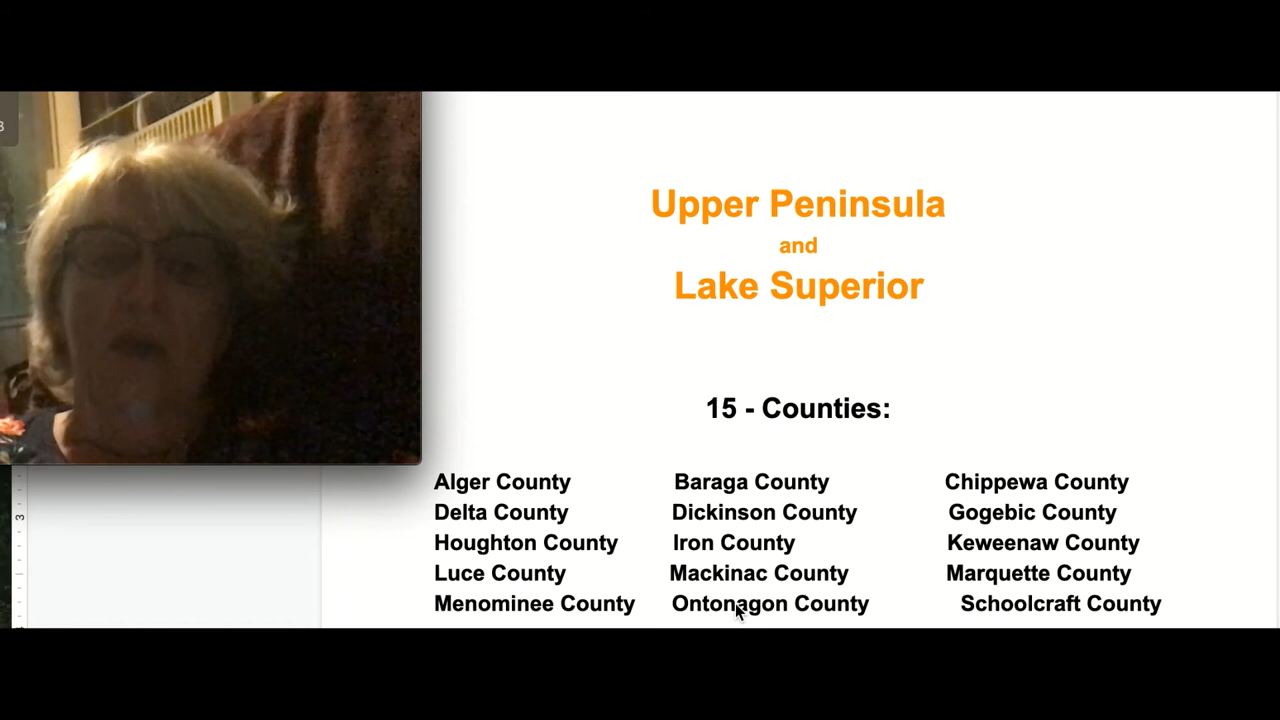 Upper Peninsula
and
Lake Superior
15 - Counties:
Alger County Baraga County Chippewa County
Delta County Dickinson County Gogebic County
Houghton County Iron County Keweenaw County
Luce County Mackinac County Marquette County
Menominee County Ontonagon County Schoolcraft County
3